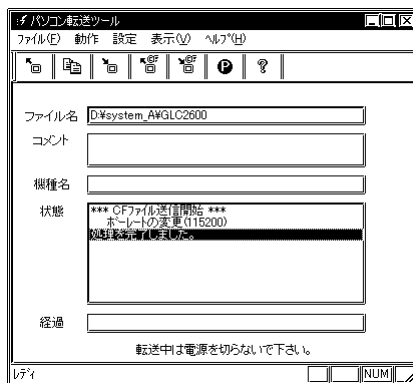 パソコン転送ツール
ファイル(F) 動作 設定 表示(V) ヘルプ(H)
CF CF P ?
ファイル名 D:¥system_A¥GLC2600
コメント
機種名
状態 *** CFファイル送信開始 ***
ボーレートの変更(115200)
処理を完了しました。
経過
転送中は電源を切らないで下さい。
レディ NUM